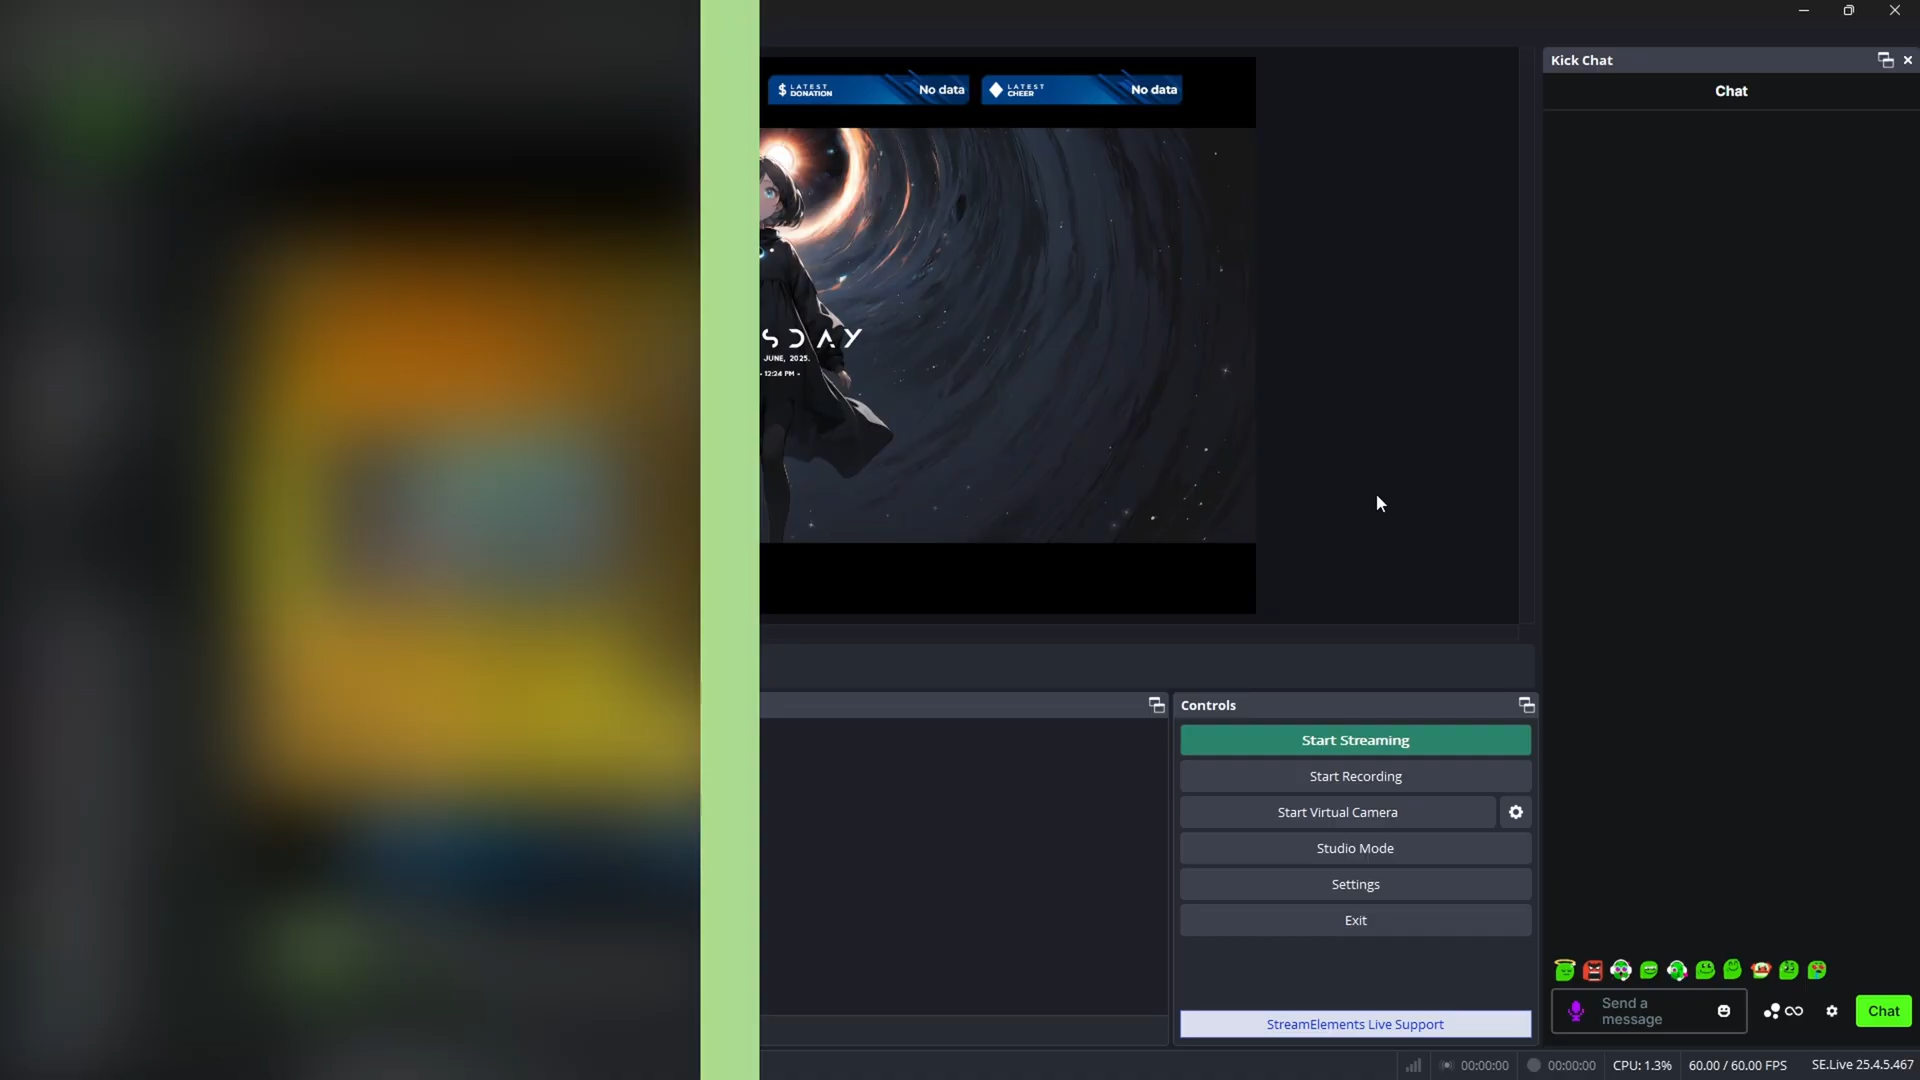 Kick Chat
Chat
$ LATEST DONATION No data
LATEST CHEER No data
SDAY
JUNE, 2025.
- 12:24 PM -
Controls
Start Streaming
Start Recording
Start Virtual Camera
Studio Mode
Settings
Exit
StreamElements Live Support
Send a
message
Chat
00:00:00
00:00:00
CPU: 1.3%
60.00 / 60.00 FPS
SE.Live 25.4.5.467